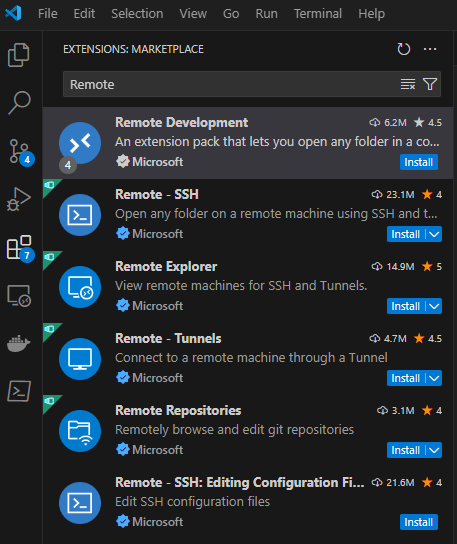 File Edit Selection View Go Run Terminal Help
EXTENSIONS: MARKETPLACE
Remote
Remote Development 6.2M 4.5
An extension pack that lets you open any folder in a co...
4 Microsoft Install
Remote - SSH 23.1M 4
Open any folder on a remote machine using SSH and t...
Microsoft Install
4
Remote Explorer 14.9M 5
View remote machines for SSH and Tunnels.
Microsoft Install
7
Remote - Tunnels 4.7M 4.5
Connect to a remote machine through a Tunnel
Microsoft Install
Remote Repositories 3.1M 4
Remotely browse and edit git repositories
Microsoft Install
Remote - SSH: Editing Configuration Fi... 21.6M 4
Edit SSH configuration files
Microsoft Install